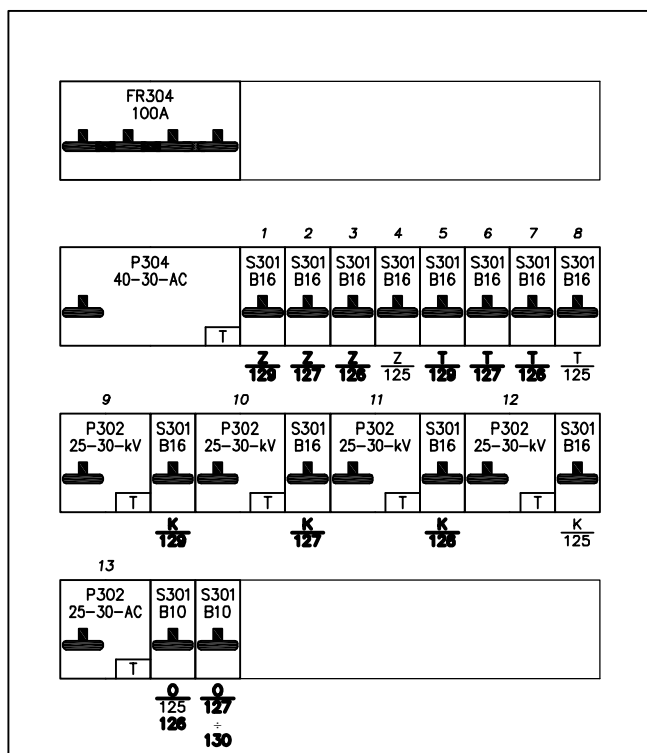 FR304
100A
1 2 3 4 5 6 7 8
P304 S301 S301 S301 S301 S301 S301 S301 S301
40-30-AC B16 B16 B16 B16 B16 B16 B16 B16
T
Z Z Z Z T T T T
129 127 126 125 129 127 126 125
9 10 11 12
P302 S301 P302 S301 P302 S301 P302 S301
25-30-kV B16 25-30-kV B16 25-30-kV B16 25-30-kV B16
T T T T
K K K K
129 127 126 125
13
P302 S301 S301
25-30-AC B10 B10
T
O O
125 127
126 ÷
130